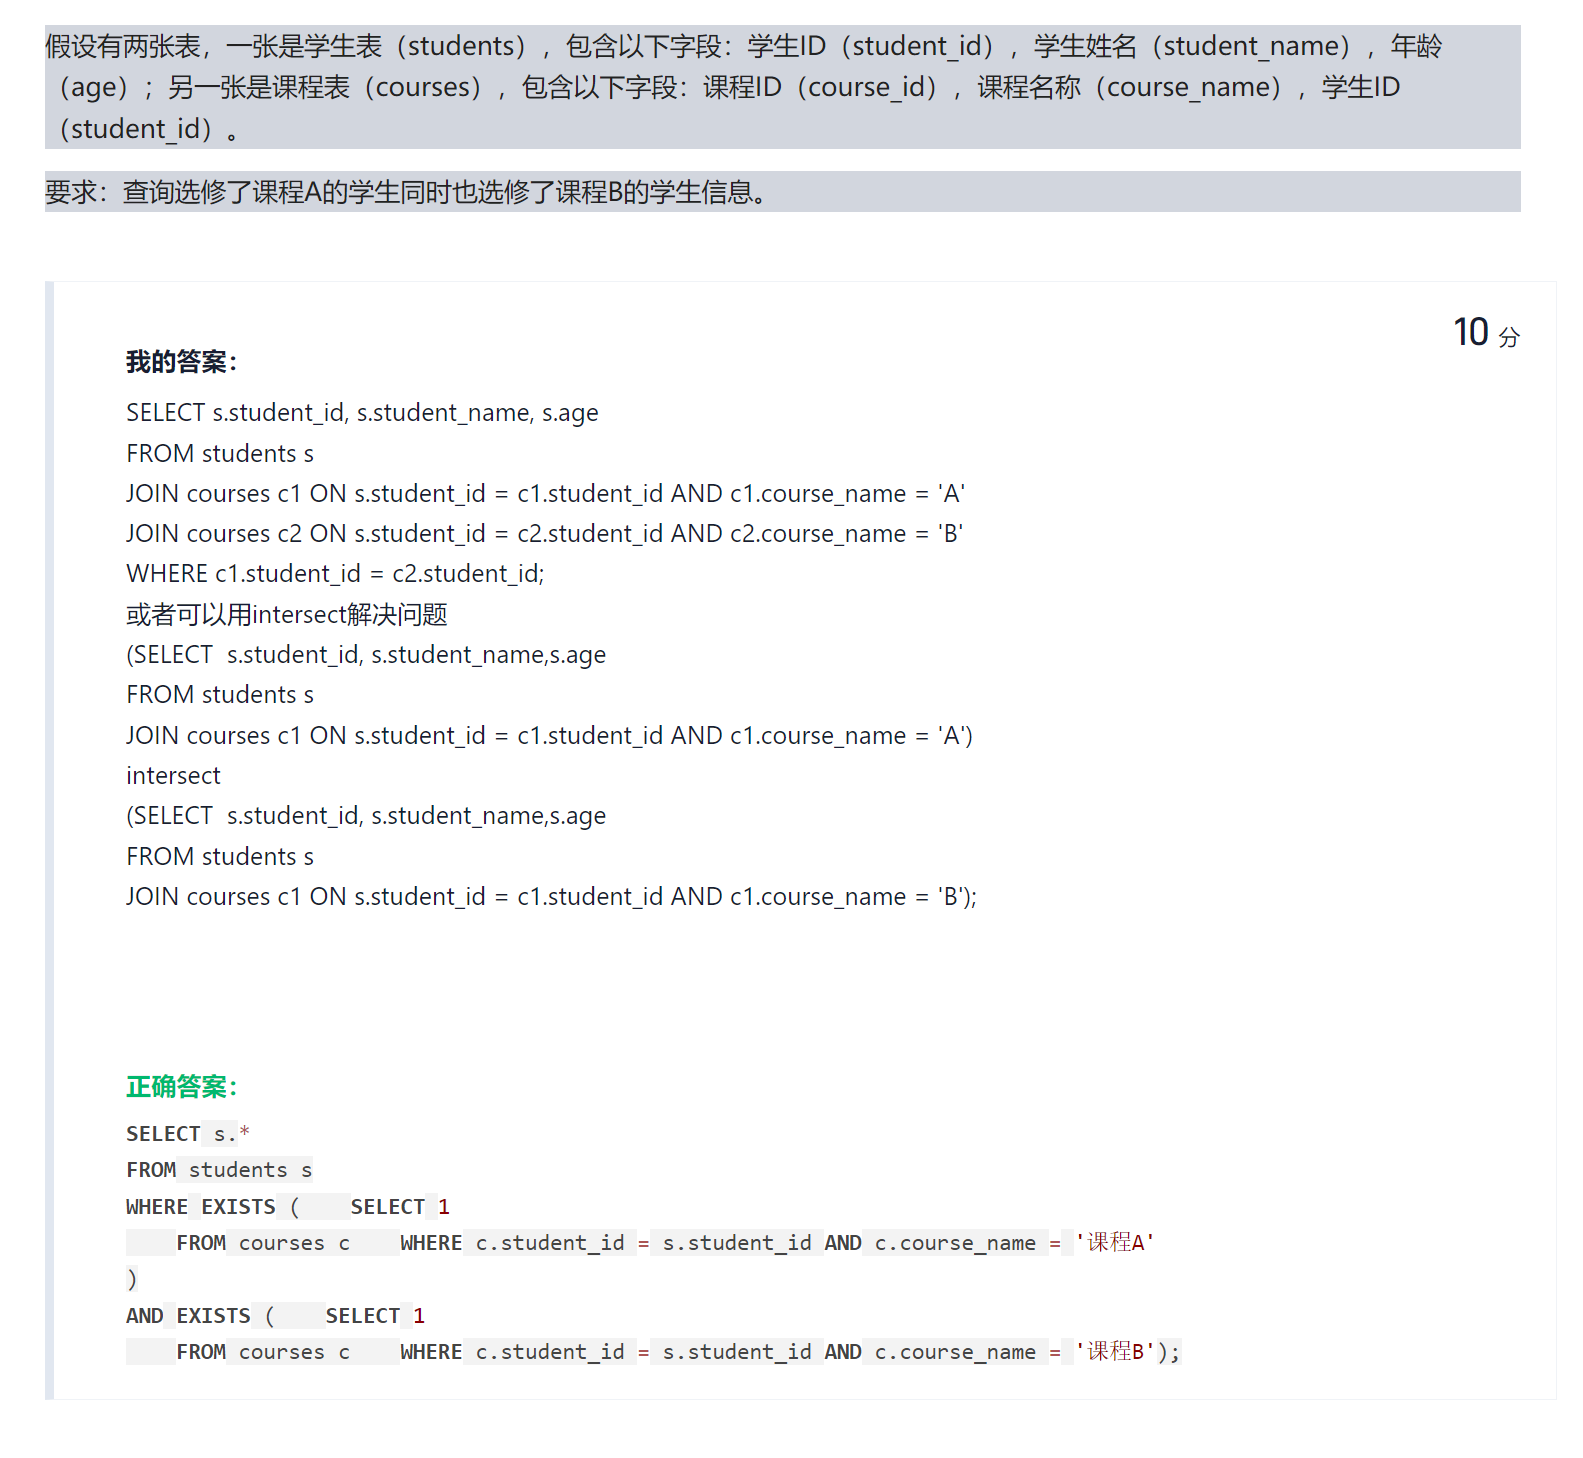 假设有两张表，一张是学生表（students），包含以下字段：学生ID（student_id），学生姓名（student_name），年龄
（age）；另一张是课程表（courses），包含以下字段：课程ID（course_id），课程名称（course_name），学生ID
（student_id）。
要求：查询选修了课程A的学生同时也选修了课程B的学生信息。
10 分
我的答案：
SELECT s.student_id, s.student_name, s.age
FROM students s
JOIN courses c1 ON s.student_id = c1.student_id AND c1.course_name = 'A'
JOIN courses c2 ON s.student_id = c2.student_id AND c2.course_name = 'B'
WHERE c1.student_id = c2.student_id;
或者可以用intersect解决问题
(SELECT  s.student_id, s.student_name,s.age
FROM students s
JOIN courses c1 ON s.student_id = c1.student_id AND c1.course_name = 'A')
intersect
(SELECT  s.student_id, s.student_name,s.age
FROM students s
JOIN courses c1 ON s.student_id = c1.student_id AND c1.course_name = 'B');
正确答案：
SELECT s.*
FROM students s
WHERE EXISTS (    SELECT 1
    FROM courses c    WHERE c.student_id = s.student_id AND c.course_name = '课程A'
)
AND EXISTS (    SELECT 1
    FROM courses c    WHERE c.student_id = s.student_id AND c.course_name = '课程B');